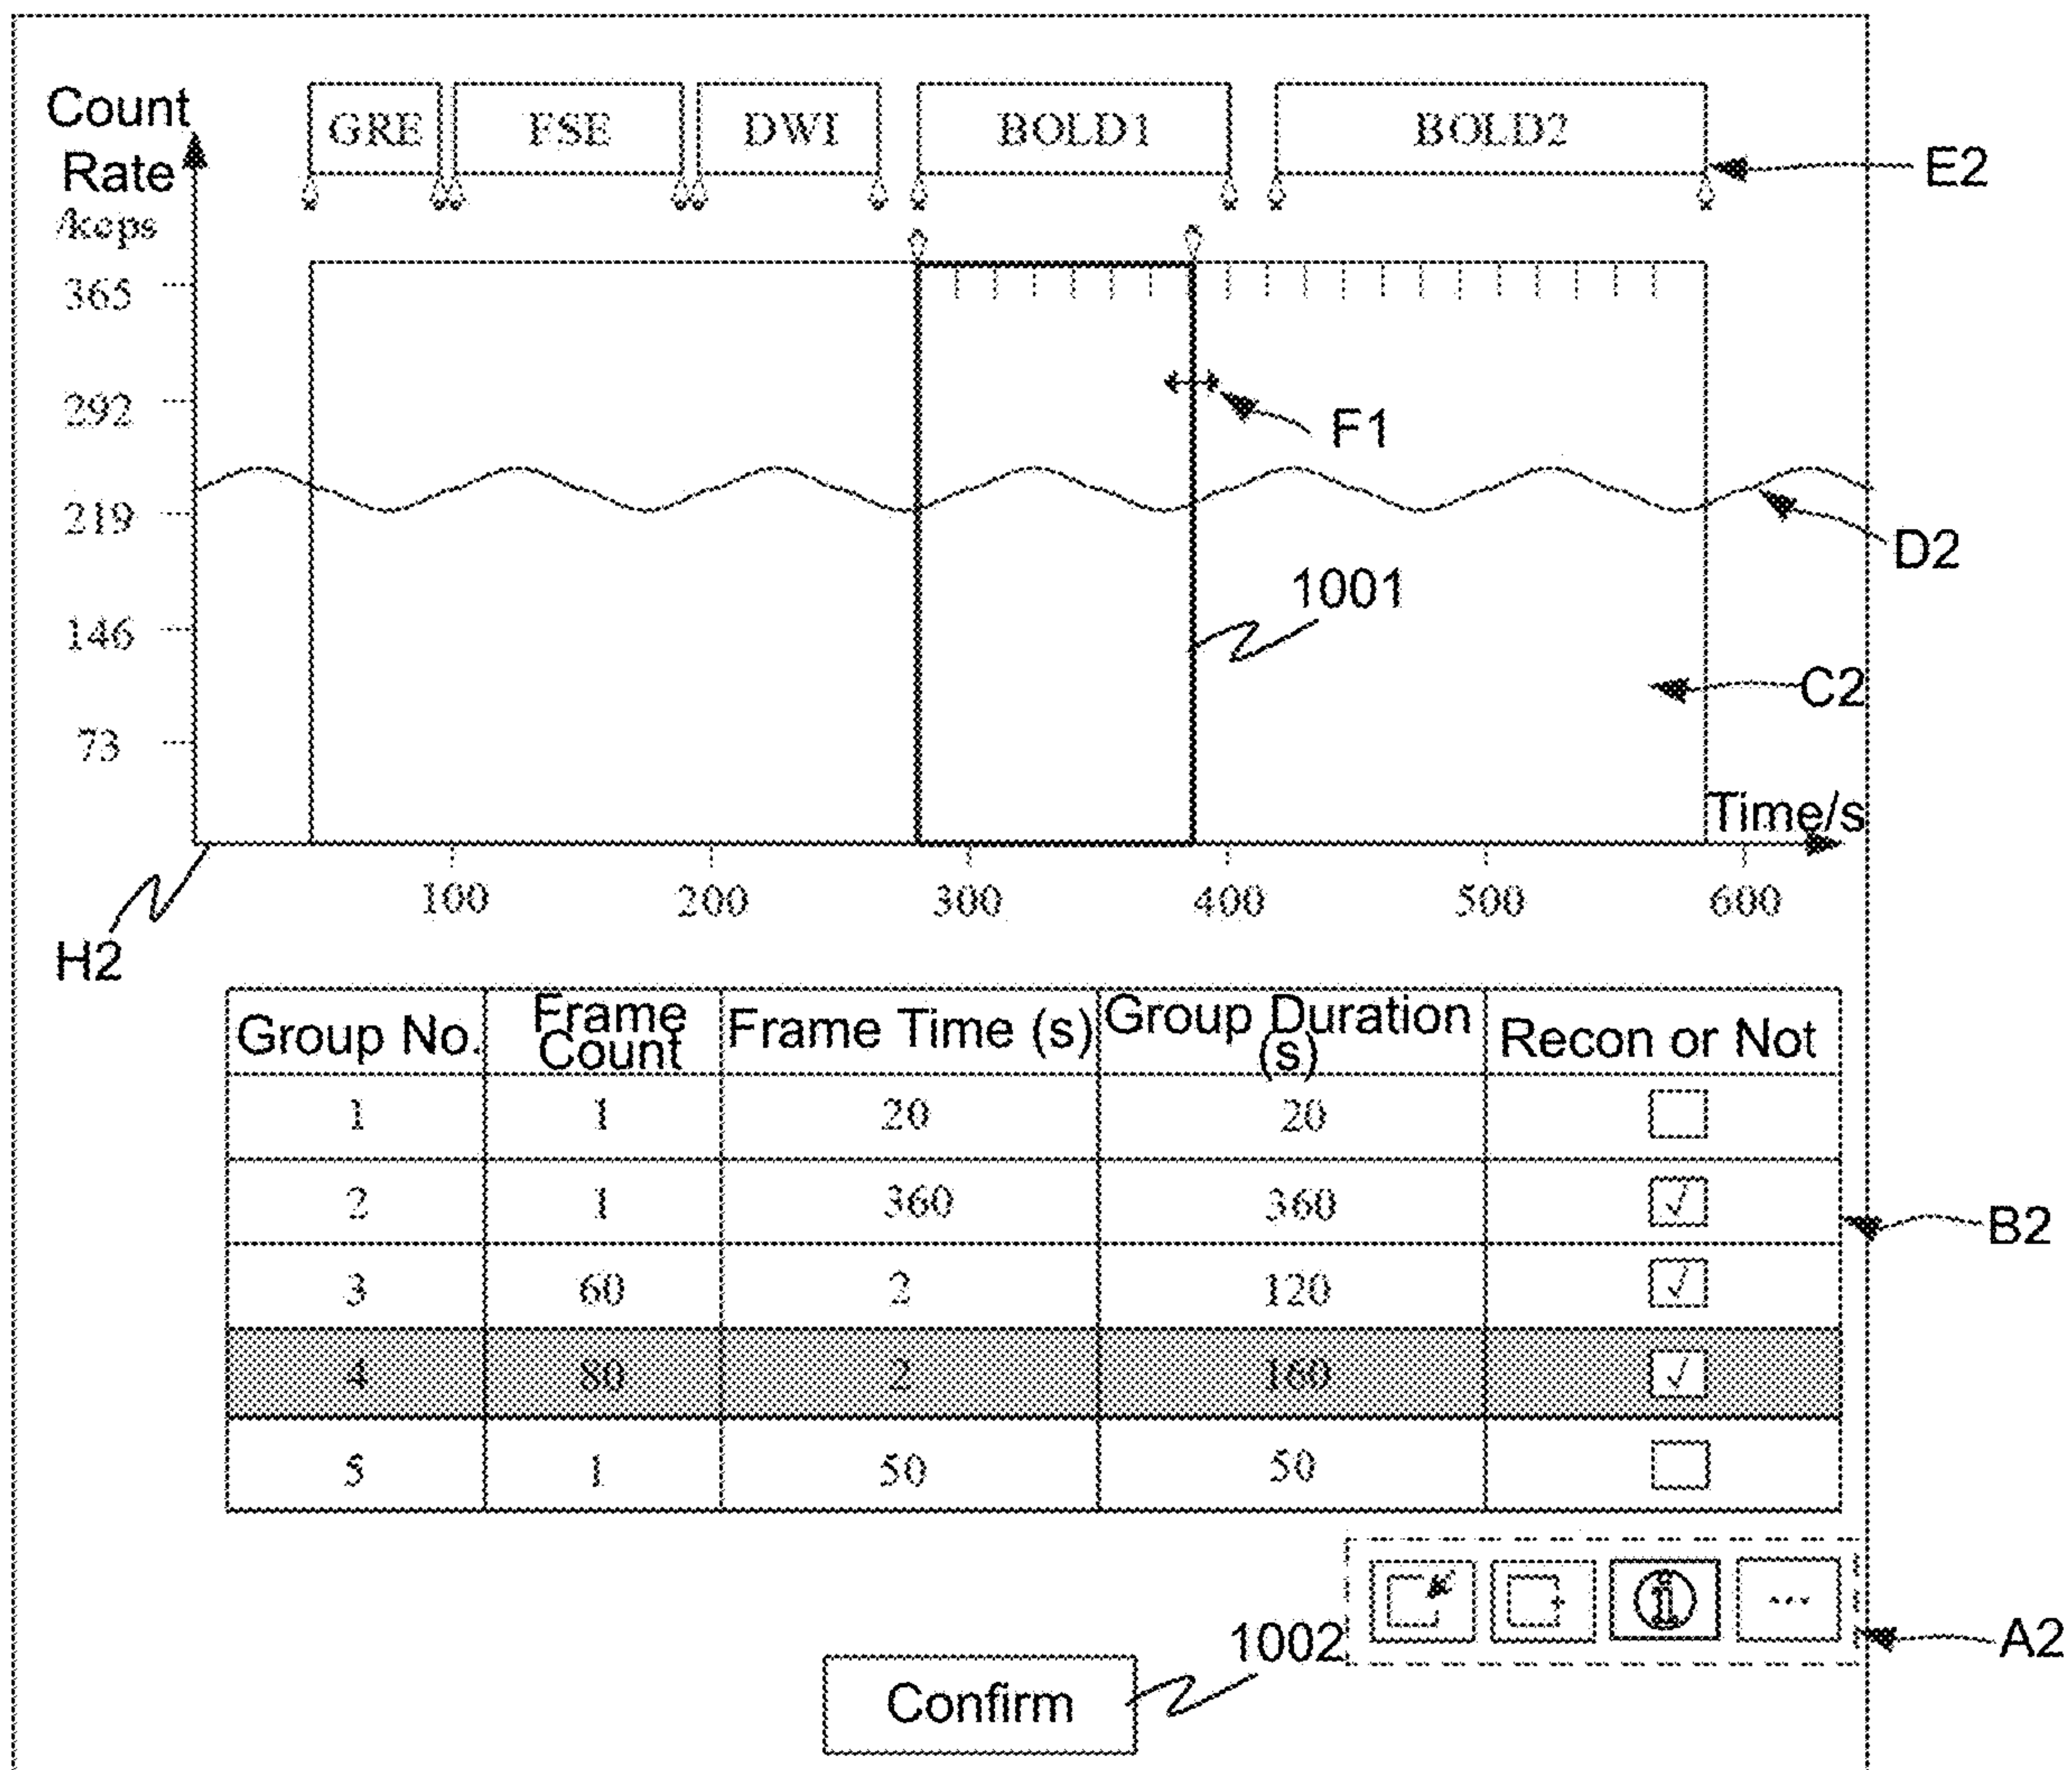 Count
Rate
/kcps
GRE FSE DWI BOLD1 BOLD2
E2
365
292
F1
219
D2
1001
146
C2
73
Time/s
100 200 300 400 500 600
H2
Group No. Frame Count Frame Time (s) Group Duration (s) Recon or Not
1 1 20 20
2 1 360 360 ✓
B2
3 60 2 120 ✓
4 80 2 160 ✓
5 1 50 50
i ...
1002
A2
Confirm